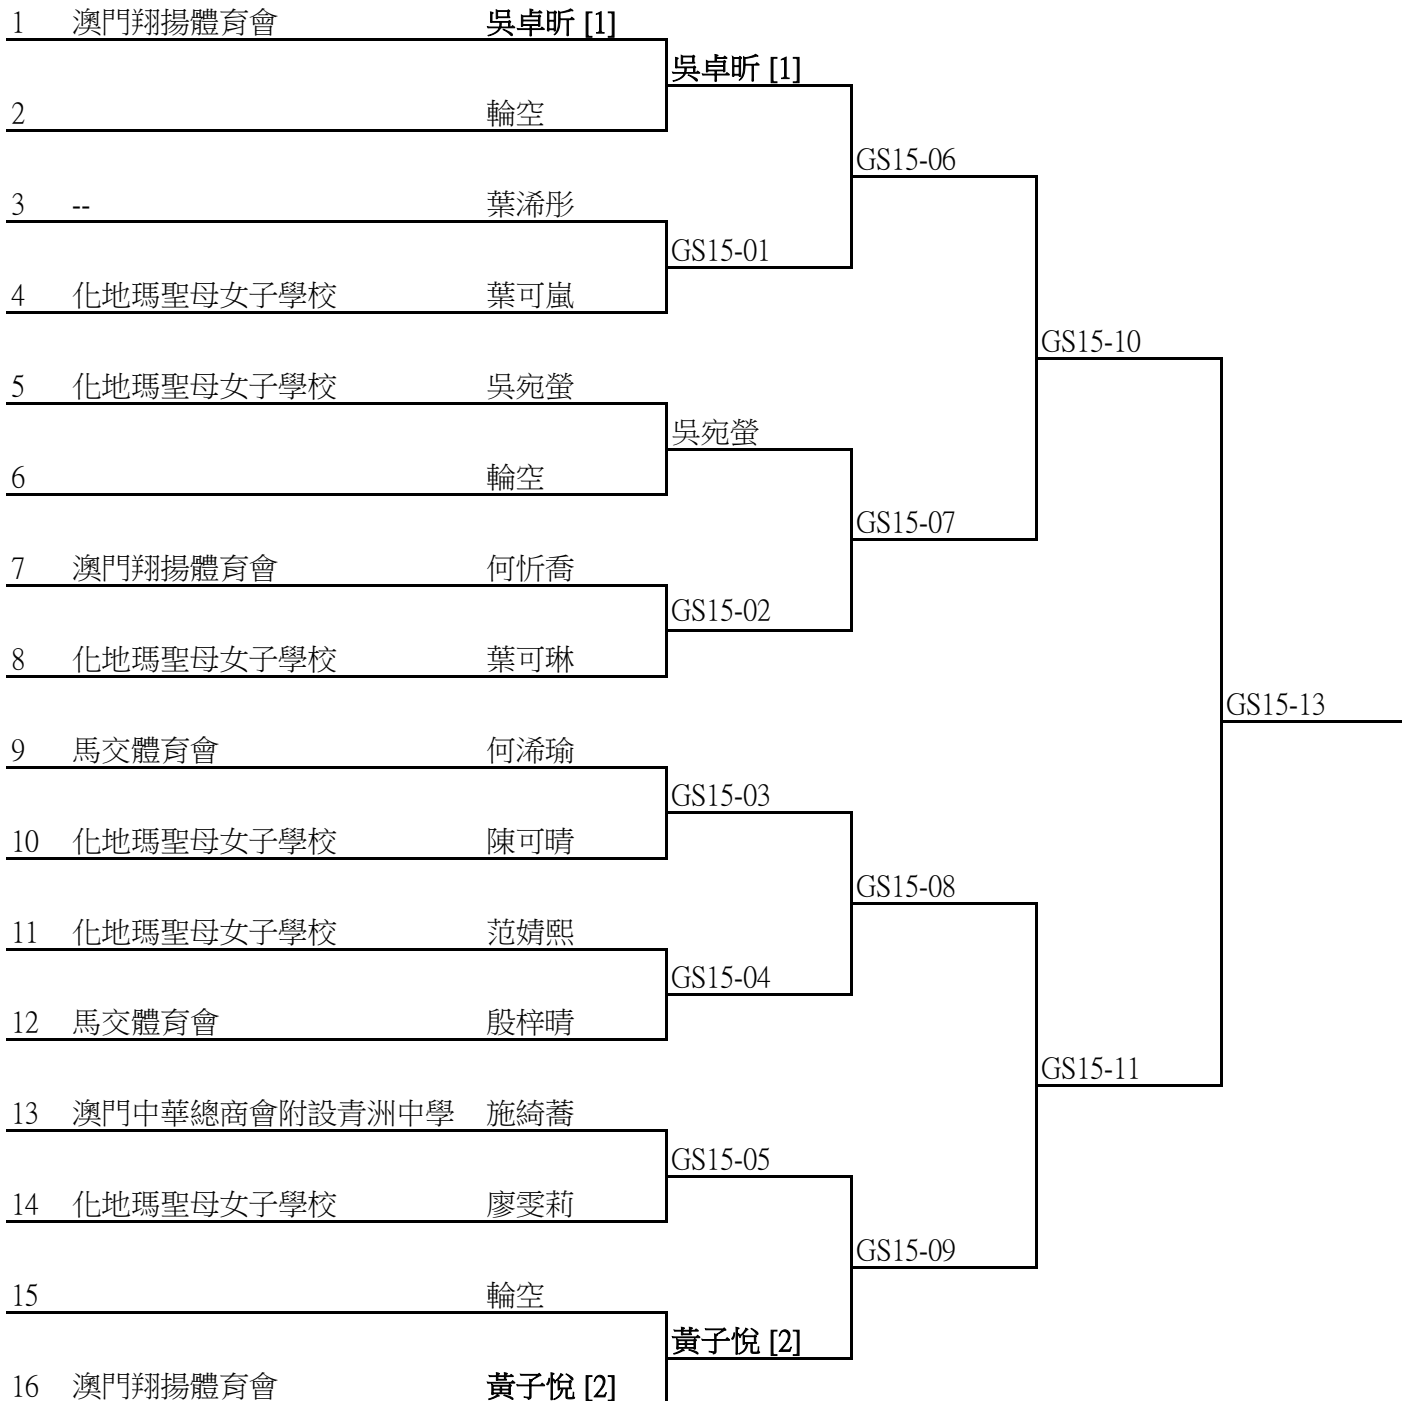 1 澳門翔揚體育會 吳卓昕 [1]
吳卓昕 [1]
2 輪空
GS15-06
3 -- 葉浠彤
GS15-01
4 化地瑪聖母女子學校 葉可嵐
GS15-10
5 化地瑪聖母女子學校 吳宛螢
吳宛螢
6 輪空
GS15-07
7 澳門翔揚體育會 何忻喬
GS15-02
8 化地瑪聖母女子學校 葉可琳
GS15-13
9 馬交體育會 何浠瑜
GS15-03
10 化地瑪聖母女子學校 陳可晴
GS15-08
11 化地瑪聖母女子學校 范婧熙
GS15-04
12 馬交體育會 殷梓晴
GS15-11
13 澳門中華總商會附設青洲中學 施綺蕎
GS15-05
14 化地瑪聖母女子學校 廖雯莉
GS15-09
15 輪空
黃子悅 [2]
16 澳門翔揚體育會 黃子悅 [2]